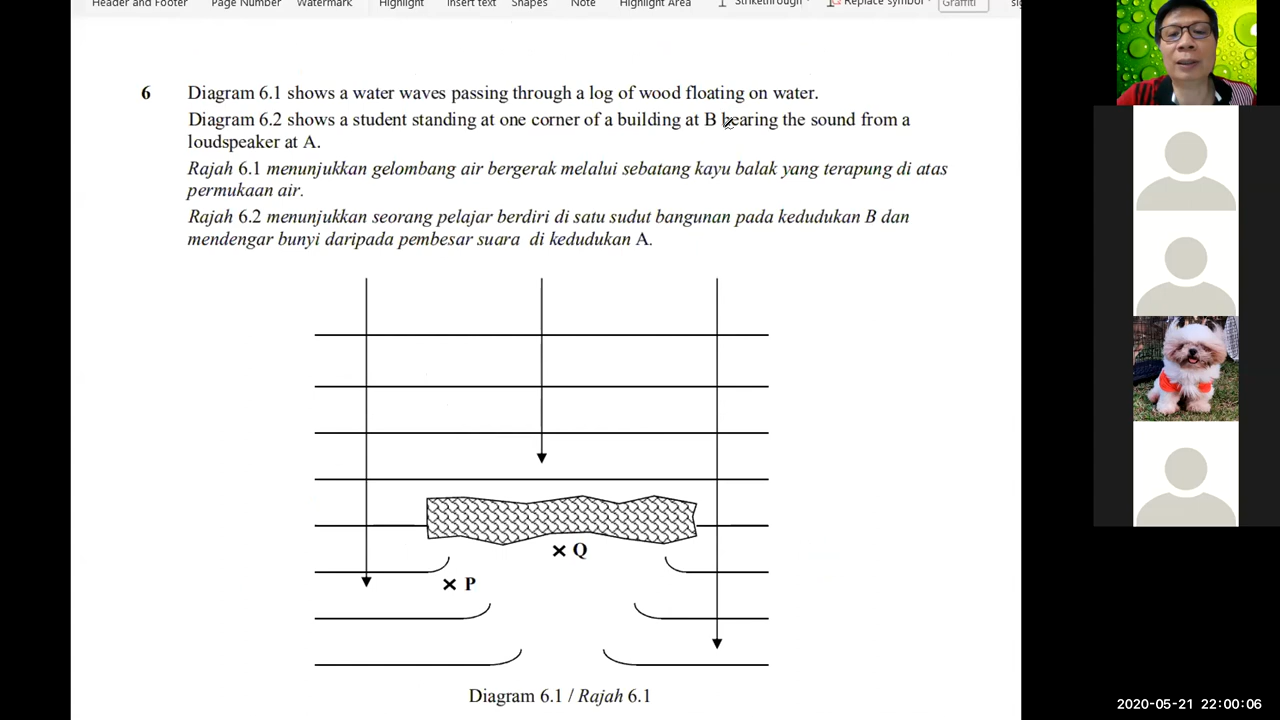 Header and Footer Page Number Watermark Highlight Insert text Shapes Note Highlight Area Strikethrough Replace symbol Graffiti
6 Diagram 6.1 shows a water waves passing through a log of wood floating on water.
Diagram 6.2 shows a student standing at one corner of a building at B hearing the sound from a
loudspeaker at A.
Rajah 6.1 menunjukkan gelombang air bergerak melalui sebatang kayu balak yang terapung di atas
permukaan air.
Rajah 6.2 menunjukkan seorang pelajar berdiri di satu sudut bangunan pada kedudukan B dan
mendengar bunyi daripada pembesar suara di kedudukan A.
× Q
× P
Diagram 6.1 / Rajah 6.1
2020-05-21 22:00:06